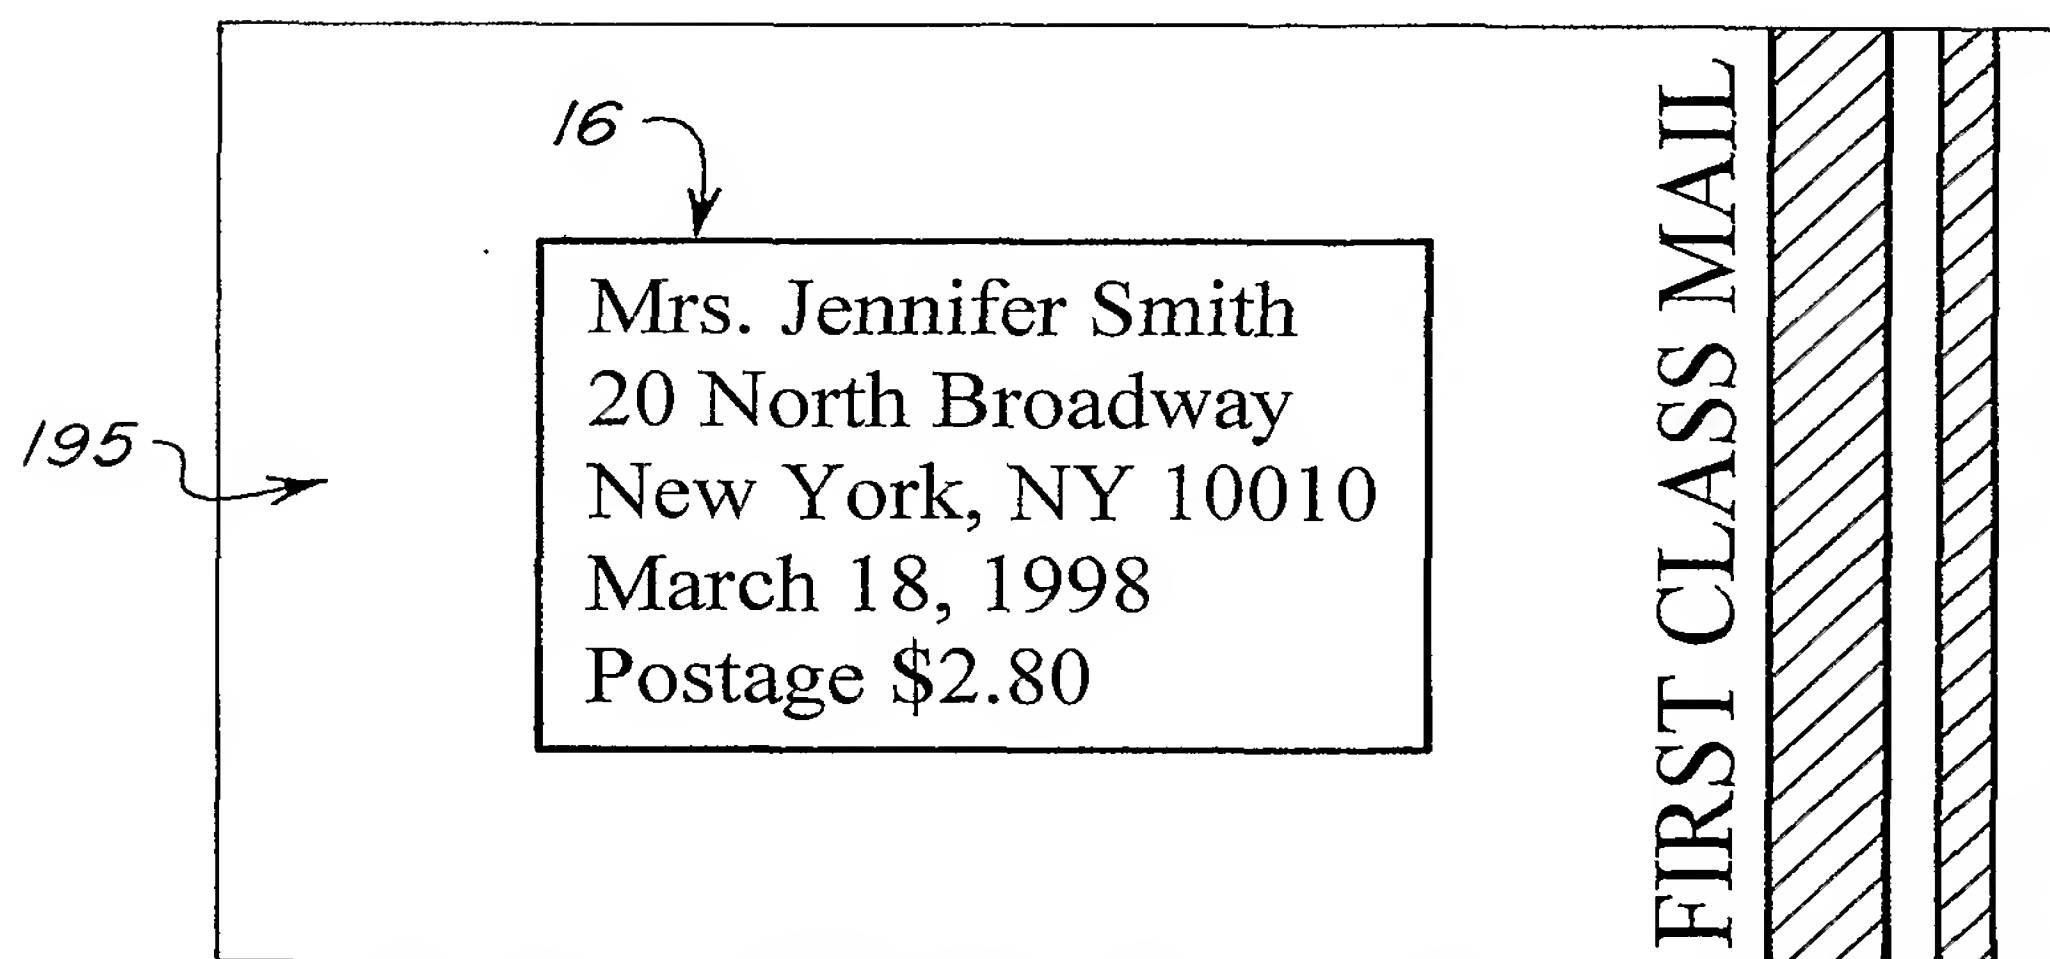 16
Mrs. Jennifer Smith
20 North Broadway
New York, NY 10010
March 18, 1998
Postage $2.80
195
FIRST CLASS MAIL